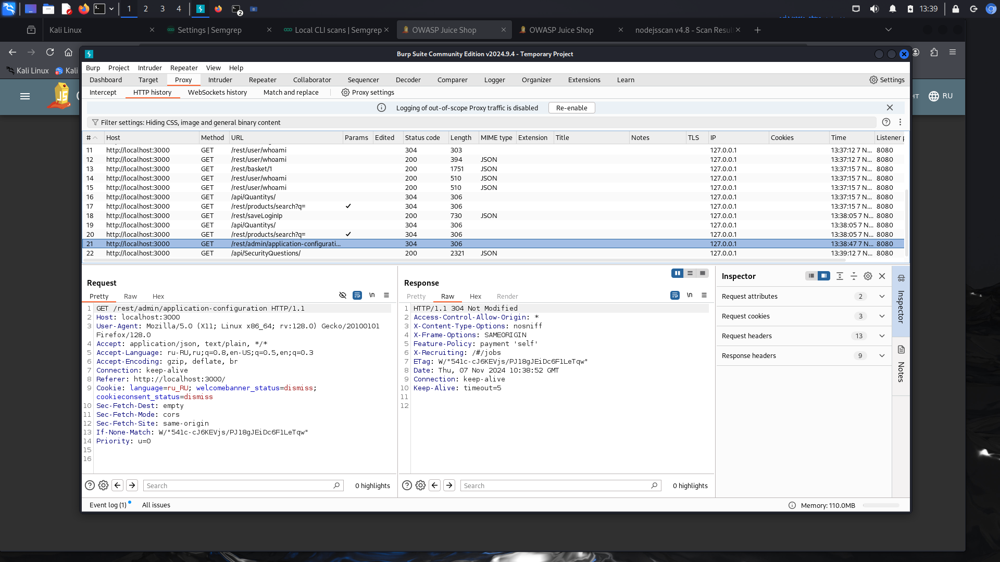 1 2 3 4 2 13:39
Kali Linux Settings | Semgrep Local CLI scans | Semgrep OWASP Juice Shop OWASP Juice Shop nodejsscan v4.8 - Scan Resul
Kali Linux Kali
Burp Suite Community Edition v2024.9.4 - Temporary Project
Burp Project Intruder Repeater View Help
Dashboard Target Proxy Intruder Repeater Collaborator Sequencer Decoder Comparer Logger Organizer Extensions Learn Settings
Intercept HTTP history WebSockets history Match and replace Proxy settings
RU
Logging of out-of-scope Proxy traffic is disabled Re-enable
Filter settings: Hiding CSS, image and general binary content
# Host Method URL Params Edited Status code Length MIME type Extension Title Notes TLS IP Cookies Time Listener p
11 http://localhost:3000 GET /rest/user/whoami 304 303 127.0.0.1 13:37:12 7 N... 8080
12 http://localhost:3000 GET /rest/user/whoami 200 394 JSON 127.0.0.1 13:37:12 7 N... 8080
13 http://localhost:3000 GET /rest/basket/1 200 1751 JSON 127.0.0.1 13:37:15 7 N... 8080
14 http://localhost:3000 GET /rest/user/whoami 200 510 JSON 127.0.0.1 13:37:15 7 N... 8080
15 http://localhost:3000 GET /rest/user/whoami 200 510 JSON 127.0.0.1 13:37:15 7 N... 8080
16 http://localhost:3000 GET /api/Quantitys/ 304 306 127.0.0.1 13:37:15 7 N... 8080
17 http://localhost:3000 GET /rest/products/search?q= ✓ 304 306 127.0.0.1 13:37:15 7 N... 8080
18 http://localhost:3000 GET /rest/saveLoginIp 200 730 JSON 127.0.0.1 13:38:05 7 N... 8080
19 http://localhost:3000 GET /api/Quantitys/ 304 306 127.0.0.1 13:38:05 7 N... 8080
20 http://localhost:3000 GET /rest/products/search?q= ✓ 304 306 127.0.0.1 13:38:05 7 N... 8080
21 http://localhost:3000 GET /rest/admin/application-configurati... 304 306 127.0.0.1 13:38:47 7 N... 8080
22 http://localhost:3000 GET /api/SecurityQuestions/ 200 2321 JSON 127.0.0.1 13:39:12 7 N... 8080
Request
Pretty Raw Hex \n
1 GET /rest/admin/application-configuration HTTP/1.1
2 Host: localhost:3000
3 User-Agent: Mozilla/5.0 (X11; Linux x86_64; rv:128.0) Gecko/20100101
Firefox/128.0
4 Accept: application/json, text/plain, */*
5 Accept-Language: ru-RU,ru;q=0.8,en-US;q=0.5,en;q=0.3
6 Accept-Encoding: gzip, deflate, br
7 Connection: keep-alive
8 Referer: http://localhost:3000/
9 Cookie: language=ru_RU; welcomebanner_status=dismiss;
cookieconsent_status=dismiss
10 Sec-Fetch-Dest: empty
11 Sec-Fetch-Mode: cors
12 Sec-Fetch-Site: same-origin
13 If-None-Match: W/"541c-cJ6KEVjs/PJ18gJEiDc6F1LeTqw"
14 Priority: u=0
15
16
Search 0 highlights
Response
Pretty Raw Hex Render \n
1 HTTP/1.1 304 Not Modified
2 Access-Control-Allow-Origin: *
3 X-Content-Type-Options: nosniff
4 X-Frame-Options: SAMEORIGIN
5 Feature-Policy: payment 'self'
6 X-Recruiting: /#/jobs
7 ETag: W/"541c-cJ6KEVjs/PJ18gJEiDc6F1LeTqw"
8 Date: Thu, 07 Nov 2024 10:38:52 GMT
9 Connection: keep-alive
10 Keep-Alive: timeout=5
11
12
Search 0 highlights
Inspector
Request attributes 2
Request cookies 3
Request headers 13
Response headers 9
Inspector
Notes
Event log (1) All issues Memory: 110.0MB